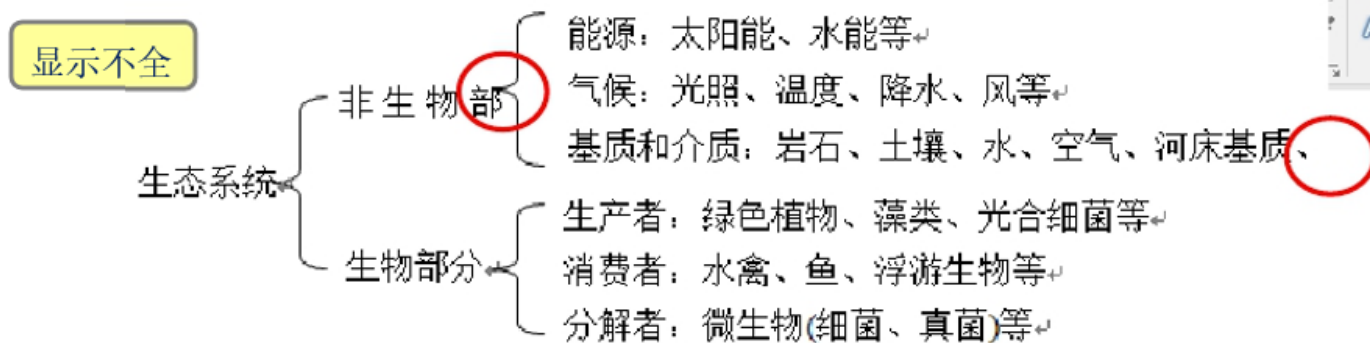 显示不全
能源：太阳能、水能等
气候：光照、温度、降水、风等
非生物部
基质和介质：岩石、土壤、水、空气、河床基质、
生态系统
生产者：绿色植物、藻类、光合细菌等
生物部分
消费者：水禽、鱼、浮游生物等
分解者：微生物(细菌、真菌)等